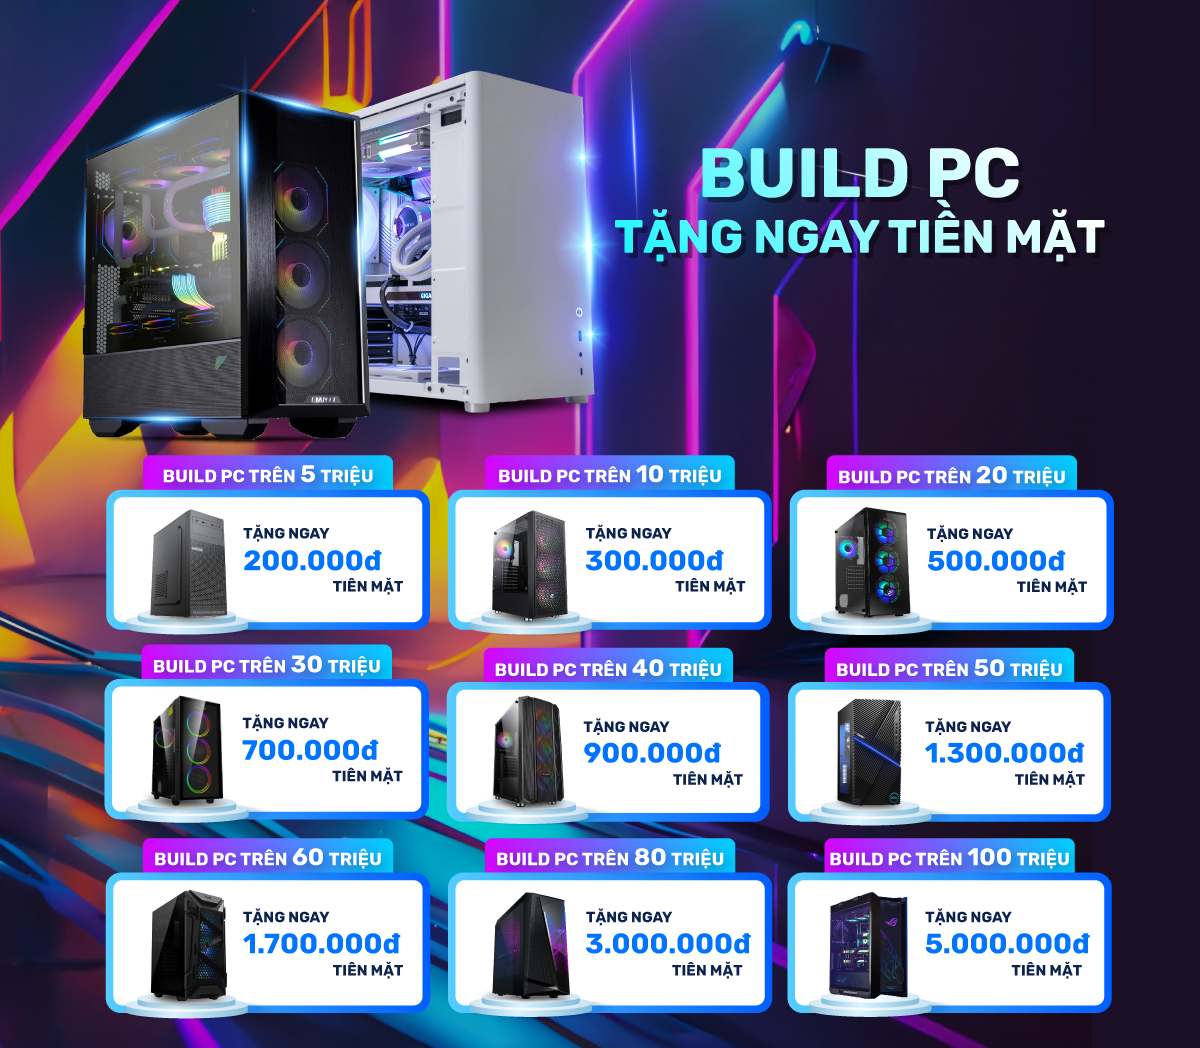 BUILD PC
TẶNG NGAY TIỀN MẶT
LIAN LI
GIGA
BUILD PC TRÊN 5 TRIỆU
TẶNG NGAY
200.000đ
TIỀN MẶT
BUILD PC TRÊN 10 TRIỆU
TẶNG NGAY
300.000đ
TIỀN MẶT
BUILD PC TRÊN 20 TRIỆU
TẶNG NGAY
500.000đ
TIỀN MẶT
BUILD PC TRÊN 30 TRIỆU
TẶNG NGAY
700.000đ
TIỀN MẶT
BUILD PC TRÊN 40 TRIỆU
TẶNG NGAY
900.000đ
TIỀN MẶT
BUILD PC TRÊN 50 TRIỆU
TẶNG NGAY
1.300.000đ
TIỀN MẶT
BUILD PC TRÊN 60 TRIỆU
TẶNG NGAY
1.700.000đ
TIỀN MẶT
BUILD PC TRÊN 80 TRIỆU
TẶNG NGAY
3.000.000đ
TIỀN MẶT
BUILD PC TRÊN 100 TRIỆU
TẶNG NGAY
5.000.000đ
TIỀN MẶT